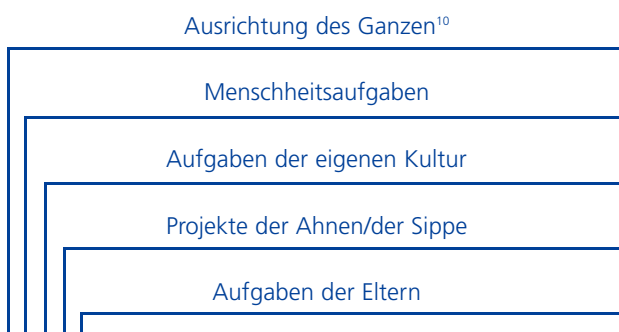 Ausrichtung des Ganzen¹⁰
Menschheitsaufgaben
Aufgaben der eigenen Kultur
Projekte der Ahnen/der Sippe
Aufgaben der Eltern